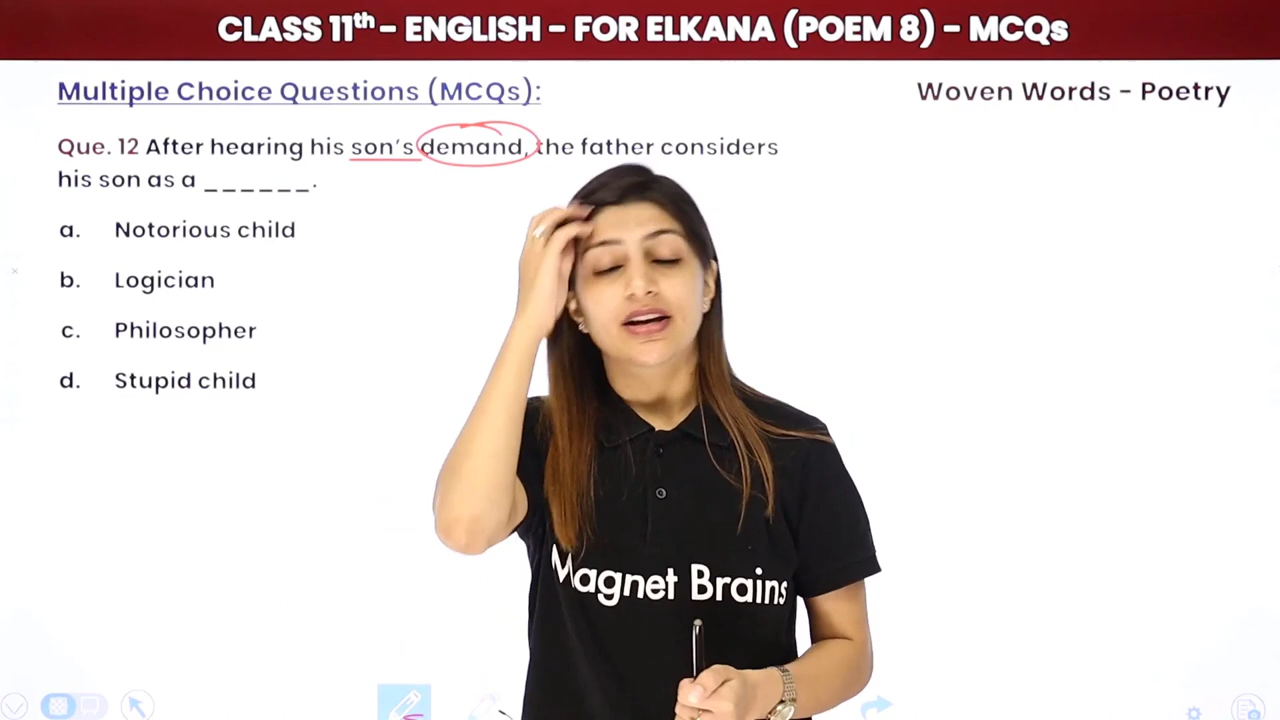 CLASS 11th - ENGLISH - FOR ELKANA (POEM 8) - MCQs
Multiple Choice Questions (MCQs):
Woven Words - Poetry
Que. 12 After hearing his son's demand, the father considers
his son as a ______.
a. Notorious child
b. Logician
c. Philosopher
d. Stupid child
Magnet Brains